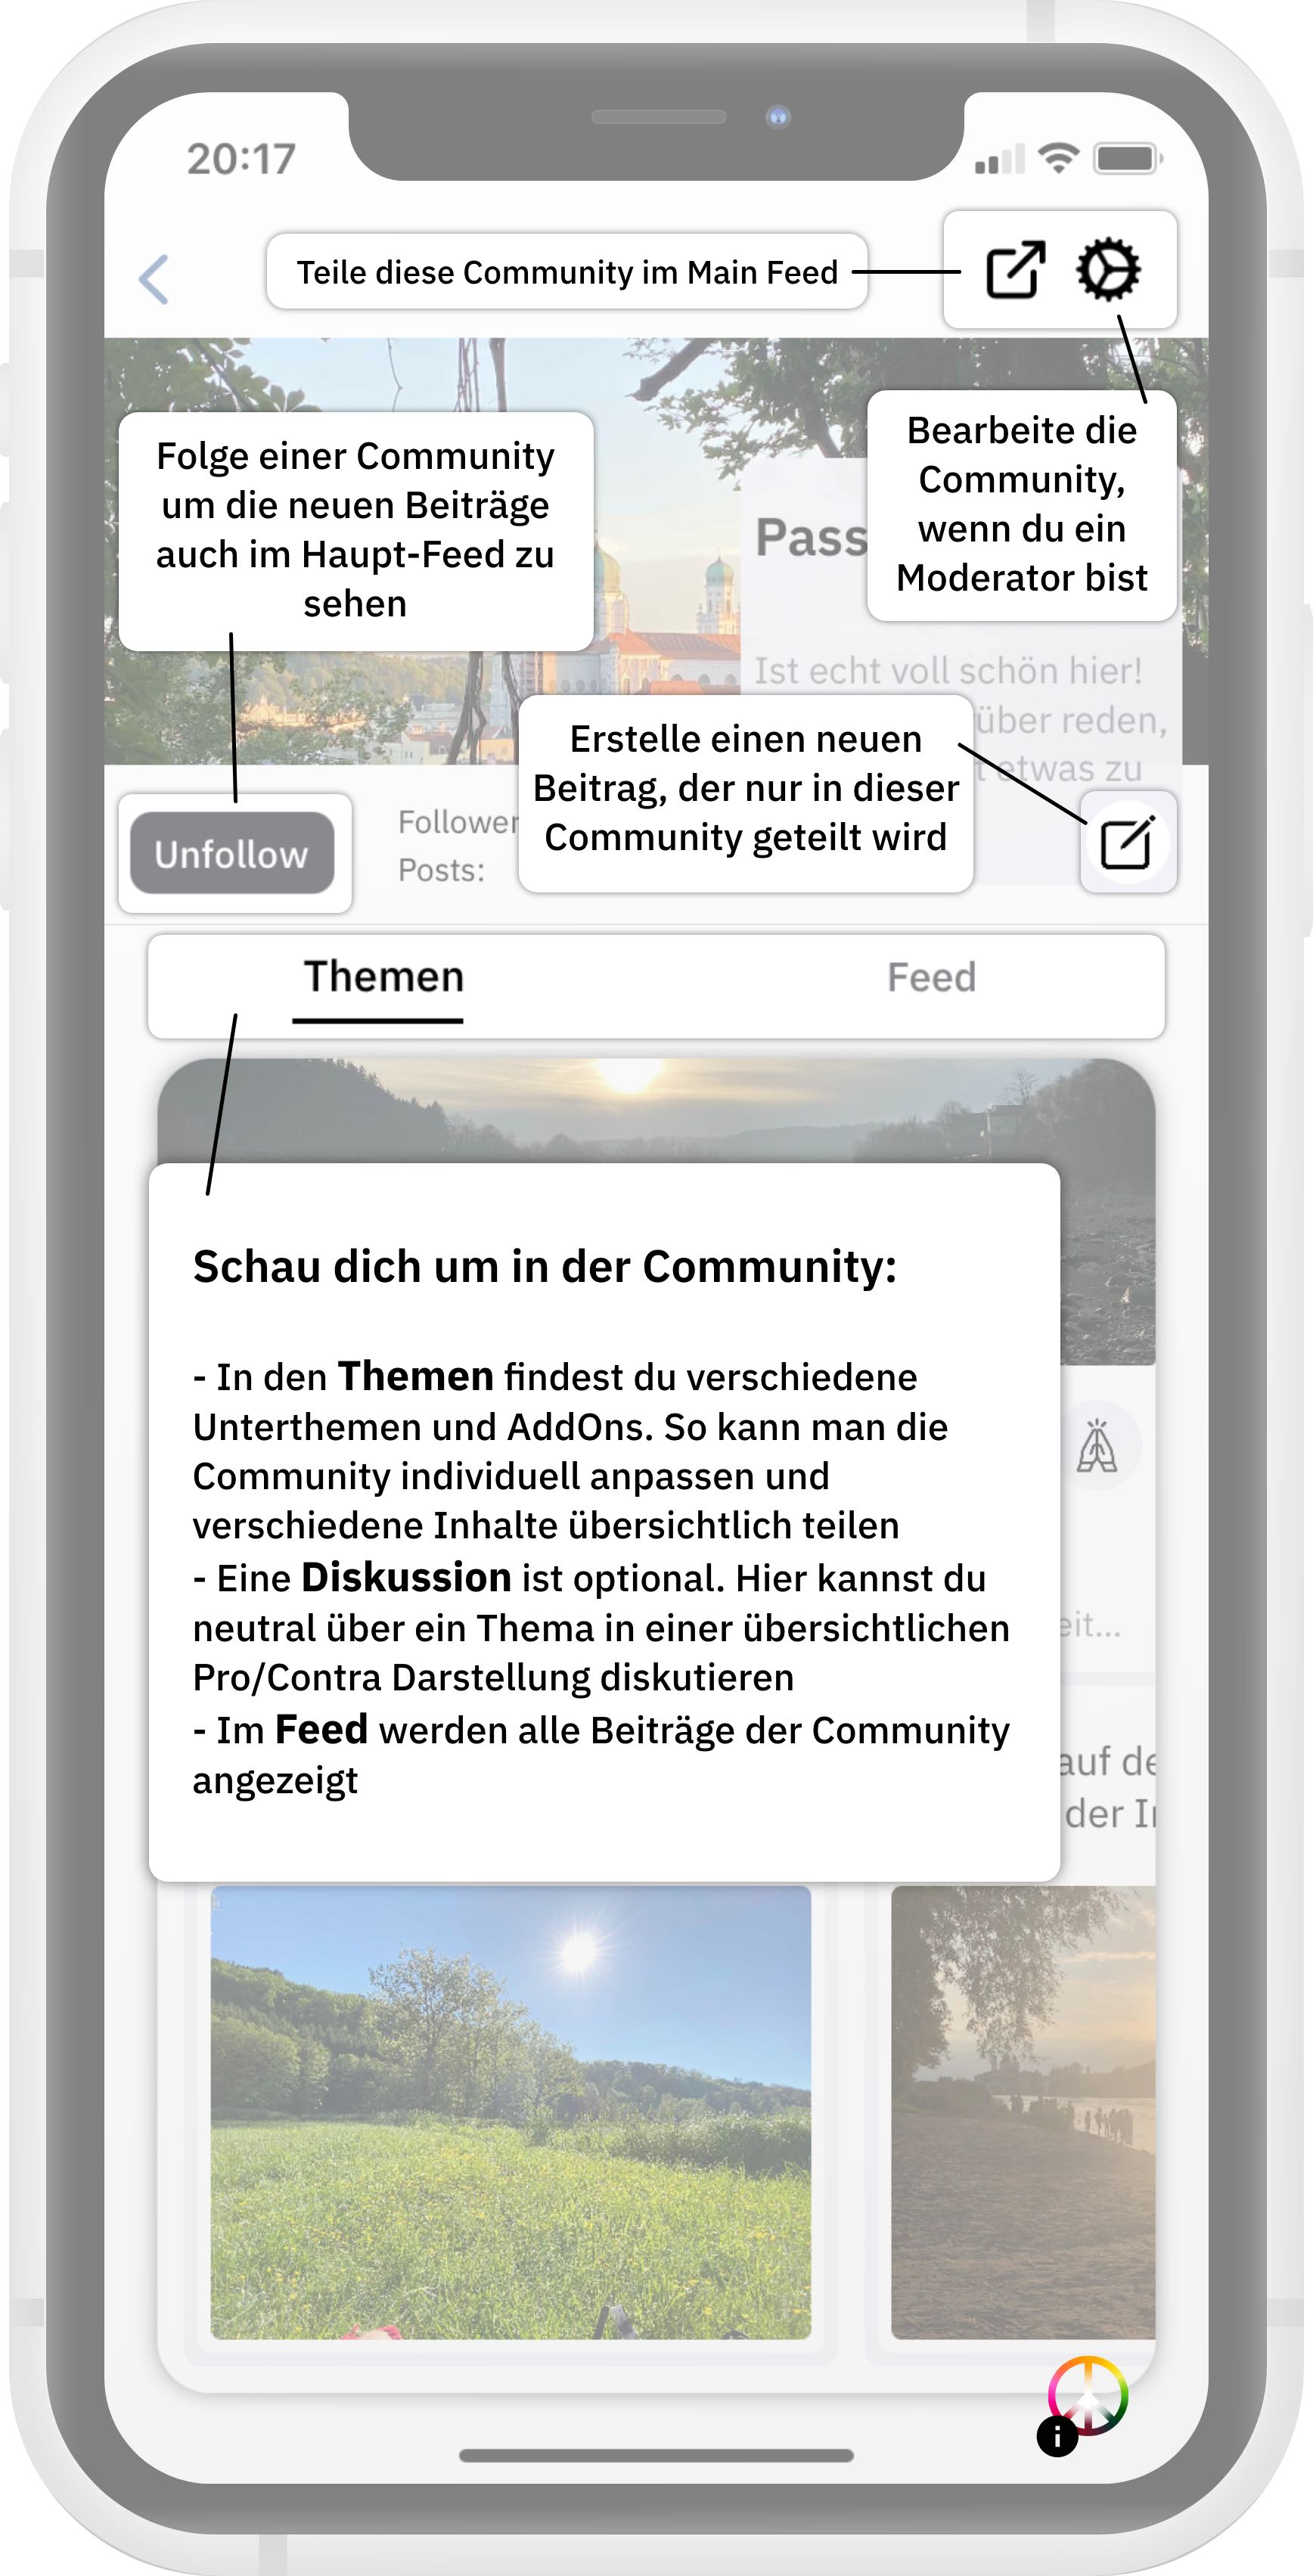 20:17
Teile diese Community im Main Feed
Folge einer Community
um die neuen Beiträge
auch im Haupt-Feed zu
sehen
Bearbeite die
Community,
wenn du ein
Moderator bist
Ist echt voll schön hier!
über reden,
etwas zu
Erstelle einen neuen
Beitrag, der nur in dieser
Community geteilt wird
Unfollow
Follower
Posts:
Themen
Feed
Schau dich um in der Community:
- In den Themen findest du verschiedene
Unterthemen und AddOns. So kann man die
Community individuell anpassen und
verschiedene Inhalte übersichtlich teilen
- Eine Diskussion ist optional. Hier kannst du
neutral über ein Thema in einer übersichtlichen
Pro/Contra Darstellung diskutieren
- Im Feed werden alle Beiträge der Community
angezeigt
auf
der
i